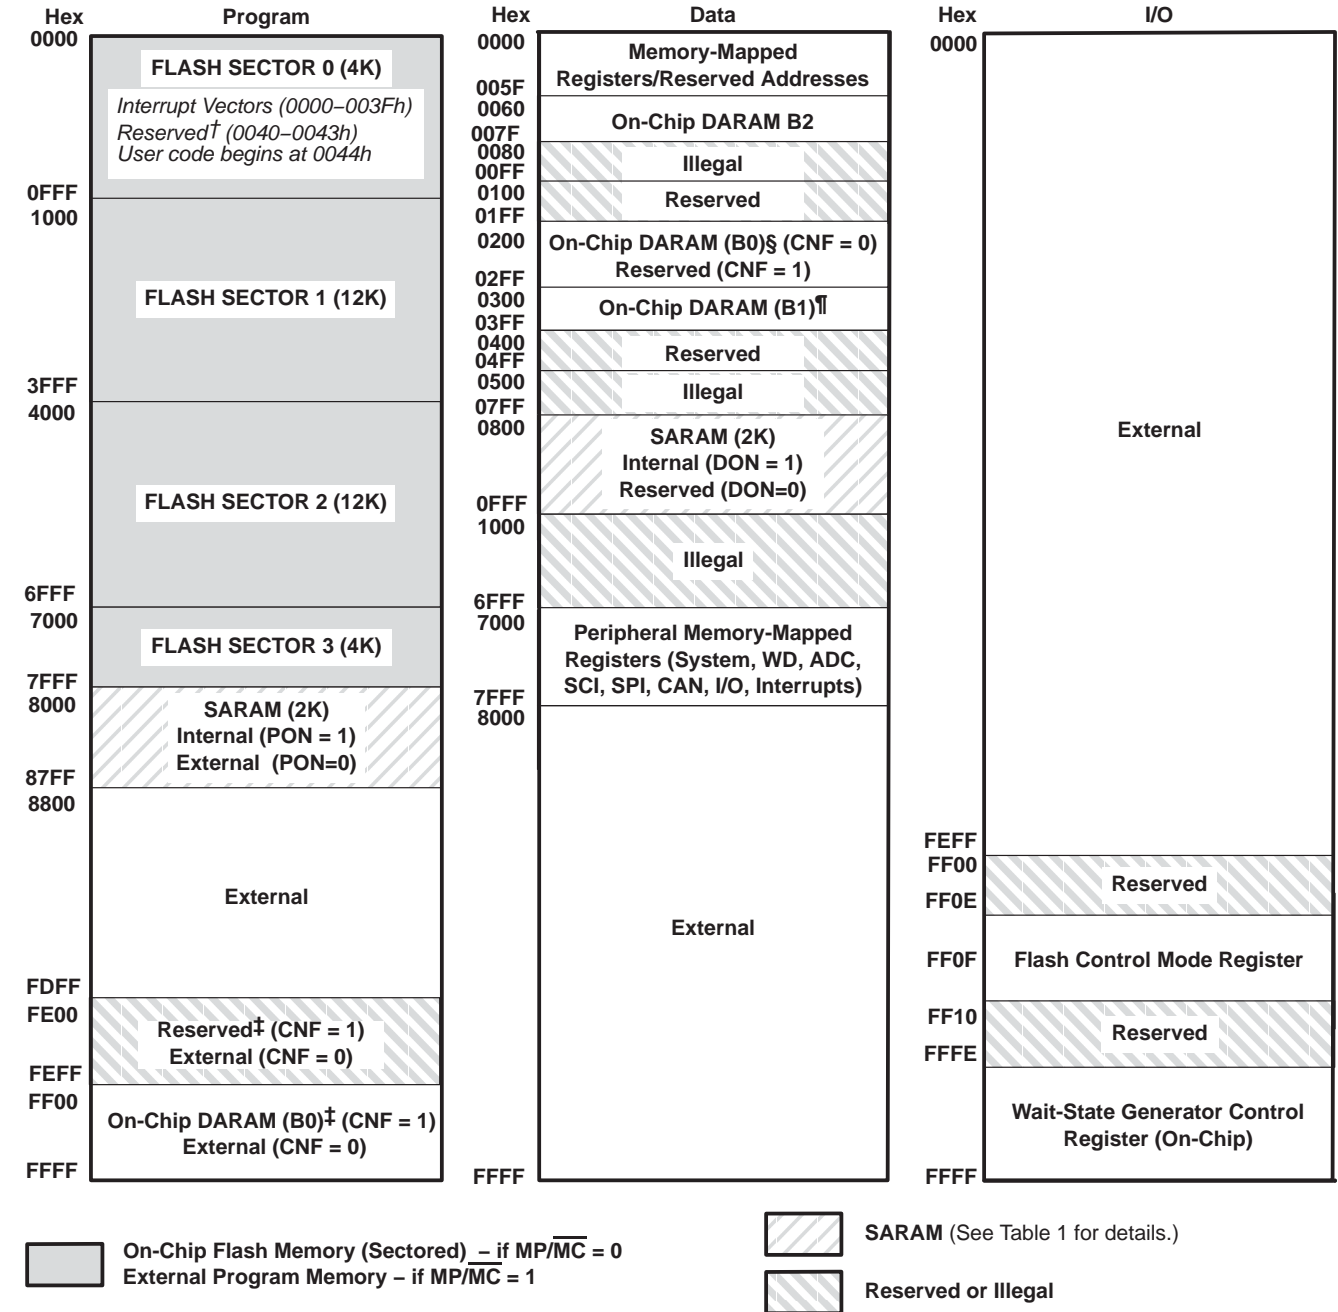 Hex Program
0000
FLASH SECTOR 0 (4K)
Interrupt Vectors (0000–003Fh)
Reserved† (0040–0043h)
User code begins at 0044h
0FFF
1000
FLASH SECTOR 1 (12K)
3FFF
4000
FLASH SECTOR 2 (12K)
6FFF
7000
FLASH SECTOR 3 (4K)
7FFF
8000
SARAM (2K)
Internal (PON = 1)
External (PON=0)
87FF
8800
External
FDFF
FE00
Reserved‡ (CNF = 1)
External (CNF = 0)
FEFF
FF00
On-Chip DARAM (B0)‡ (CNF = 1)
External (CNF = 0)
FFFF
Hex Data
0000
Memory-Mapped
Registers/Reserved Addresses
005F
0060
On-Chip DARAM B2
007F
0080
Illegal
00FF
0100
Reserved
01FF
0200
On-Chip DARAM (B0)§ (CNF = 0)
Reserved (CNF = 1)
02FF
0300
On-Chip DARAM (B1)¶
03FF
0400
Reserved
04FF
0500
Illegal
07FF
0800
SARAM (2K)
Internal (DON = 1)
Reserved (DON=0)
0FFF
1000
Illegal
6FFF
7000
Peripheral Memory-Mapped
Registers (System, WD, ADC,
SCI, SPI, CAN, I/O, Interrupts)
7FFF
8000
External
FFFF
Hex I/O
0000
External
FEFF
FF00
Reserved
FF0E
FF0F Flash Control Mode Register
FF10
Reserved
FFFE
Wait-State Generator Control
Register (On-Chip)
FFFF
On-Chip Flash Memory (Sectored) – if MP/M̅C̅ = 0
External Program Memory – if MP/M̅C̅ = 1
SARAM (See Table 1 for details.)
Reserved or Illegal